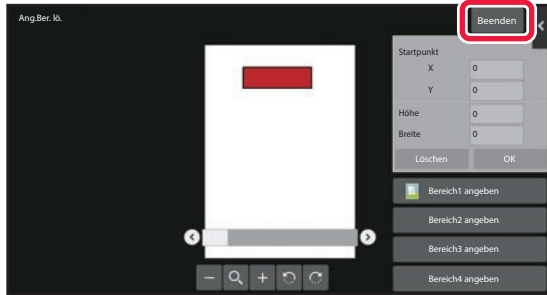 Ang.Ber. lö.
Beenden
Startpunkt
X 0
Y 0
Höhe 0
Breite 0
Löschen OK
Bereich1 angeben
Bereich2 angeben
Bereich3 angeben
Bereich4 angeben